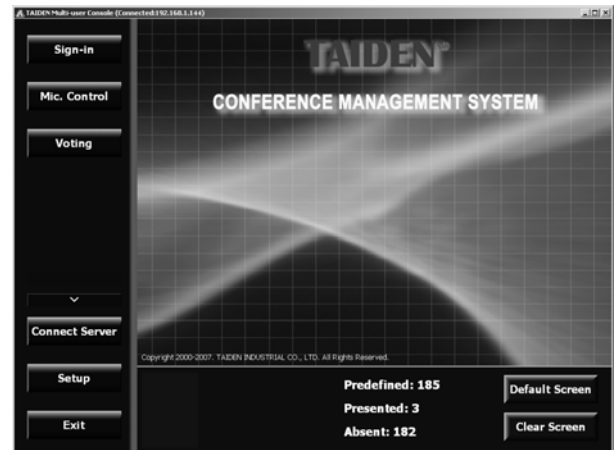 TAIDEN Multi-user Console (Connected:192.168.1.144)
Sign-in
Mic. Control
Voting
Connect Server
Setup
Exit
TAIDEN®
CONFERENCE MANAGEMENT SYSTEM
Copyright 2000-2007. TAIDEN INDUSTRIAL CO., LTD. All Rights Reserved.
Predefined: 185
Presented: 3
Absent: 182
Default Screen
Clear Screen